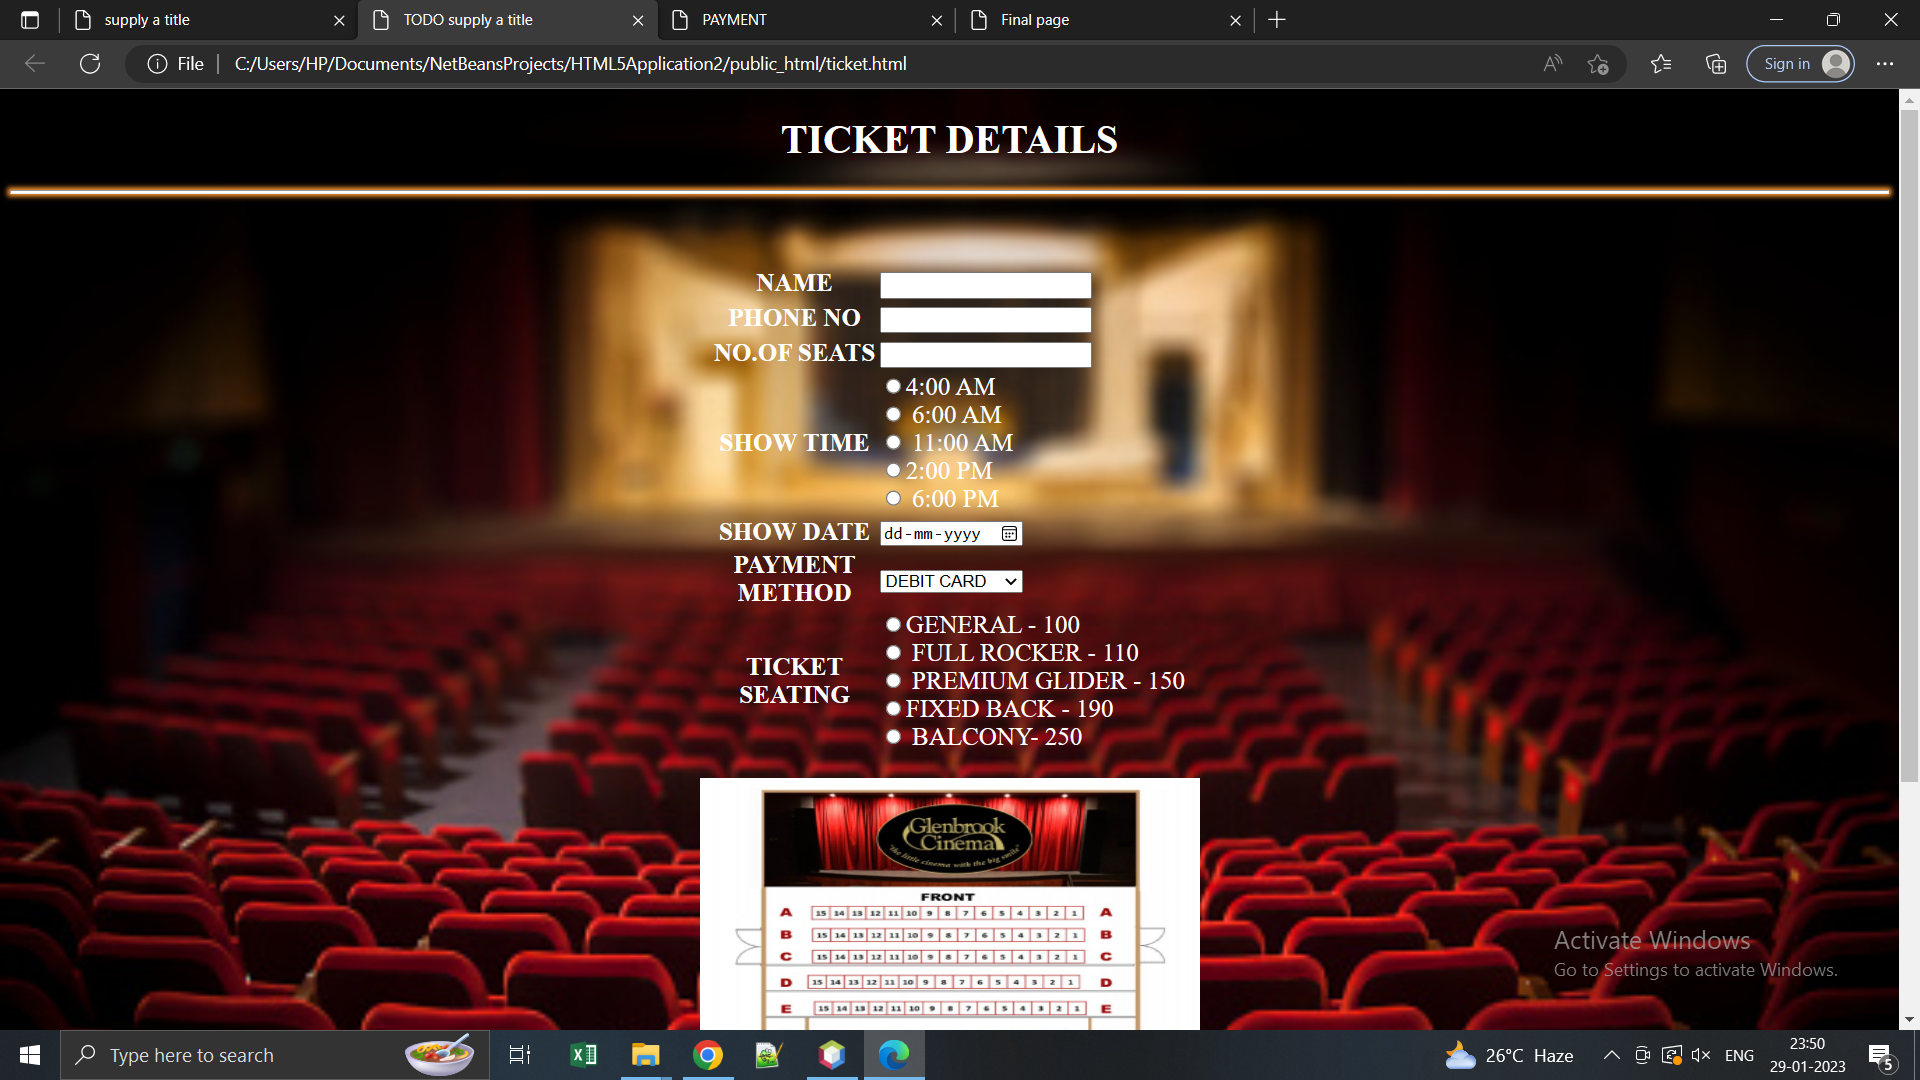 supply a title
TODO supply a title
PAYMENT
Final page
File
C:/Users/HP/Documents/NetBeansProjects/HTML5Application2/public_html/ticket.html
Sign in
TICKET DETAILS
NAME
PHONE NO
NO.OF SEATS
4:00 AM
6:00 AM
SHOW TIME 11:00 AM
2:00 PM
6:00 PM
SHOW DATE dd-mm-yyyy
PAYMENT
METHOD
DEBIT CARD
GENERAL - 100
FULL ROCKER - 110
TICKET
SEATING
PREMIUM GLIDER - 150
FIXED BACK - 190
BALCONY- 250
Glenbrook
Cinema
"the little cinema with the big smile"
FRONT
A 15 14 13 12 11 10 9 8 7 6 5 4 3 2 1 A
B 15 14 13 12 11 10 9 8 7 6 5 4 3 2 1 B
C 15 14 13 12 11 10 9 8 7 6 5 4 3 2 1 C
D 15 14 13 12 11 10 9 8 7 6 5 4 3 2 1 D
E 15 14 13 12 11 10 9 8 7 6 5 4 3 2 1 E
Activate Windows
Go to Settings to activate Windows.
Type here to search
26°C Haze
ENG
23:50
29-01-2023
5